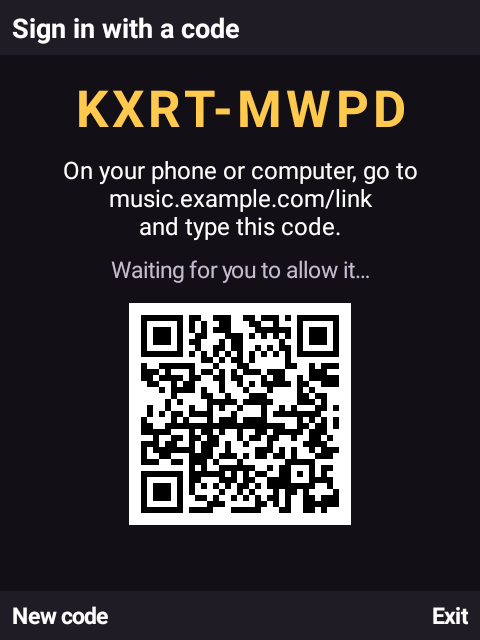 Sign in with a code
KXRT-MWPD
On your phone or computer, go to
music.example.com/link
and type this code.
Waiting for you to allow it...
New code
Exit